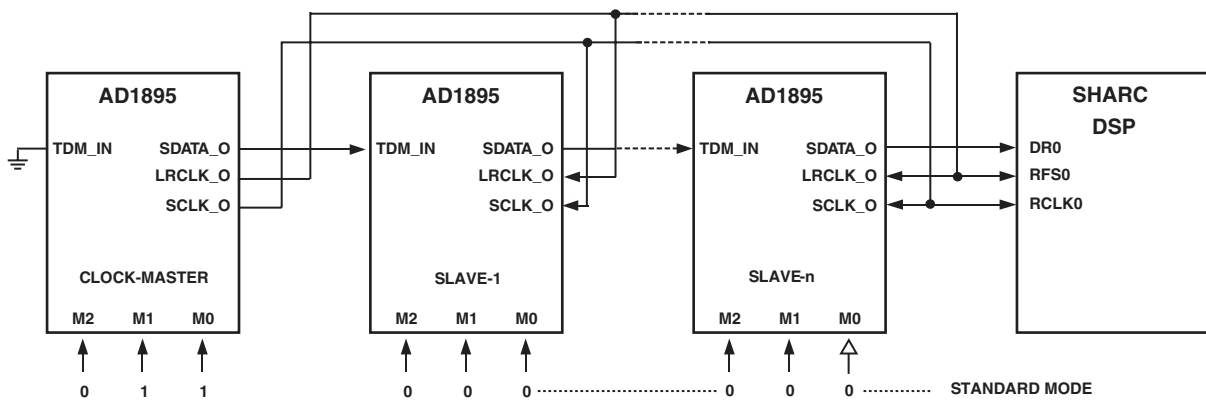 AD1895
TDM_IN
SDATA_O
LRCLK_O
SCLK_O
CLOCK-MASTER
M2 M1 M0
0 1 1
AD1895
TDM_IN
SDATA_O
LRCLK_O
SCLK_O
SLAVE-1
M2 M1 M0
0 0 0
AD1895
TDM_IN
SDATA_O
LRCLK_O
SCLK_O
SLAVE-n
M2 M1 M0
0 0 0
STANDARD MODE
SHARC
DSP
DR0
RFS0
RCLK0